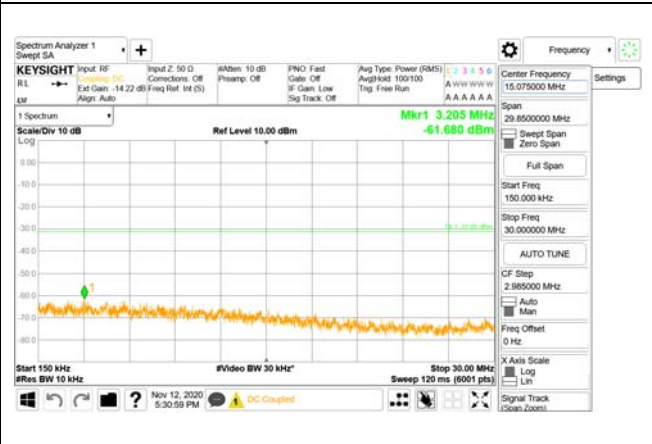 Spectrum Analyzer 1
Swept SA
Frequency
KEYSIGHT
Input: RF
Coupling: DC
Ext Gain: -14.22 dB
Align: Auto
Input Z: 50 Ω
Corrections: Off
Freq Ref: Int (S)
#Atten: 10 dB
Preamp: Off
PNO: Fast
Gate: Off
IF Gain: Low
Sig Track: Off
Avg Type: Power (RMS)
Avg|Hold: 100/100
Trig: Free Run
1 2 3 4 5 6
A W W W W W
A A A A A A
RL
Center Frequency
15.075000 MHz
Settings
Span
29.8500000 MHz
Swept Span
Zero Span
Full Span
Start Freq
150.000 kHz
Stop Freq
30.000000 MHz
AUTO TUNE
CF Step
2.985000 MHz
Auto
Man
Freq Offset
0 Hz
X Axis Scale
Log
Lin
Signal Track
(Span Zoom)
1 Spectrum
Scale/Div 10 dB
Log
Ref Level 10.00 dBm
Mkr1 3.205 MHz
-61.680 dBm
0.00
-10.0
-20.0
-30.0
-40.0
-50.0
-60.0
-70.0
-80.0
1
Start 150 kHz
#Res BW 10 kHz
#Video BW 30 kHz*
Stop 30.00 MHz
Sweep 120 ms (6001 pts)
Nov 12, 2020
5:30:59 PM
1
DC Coupled